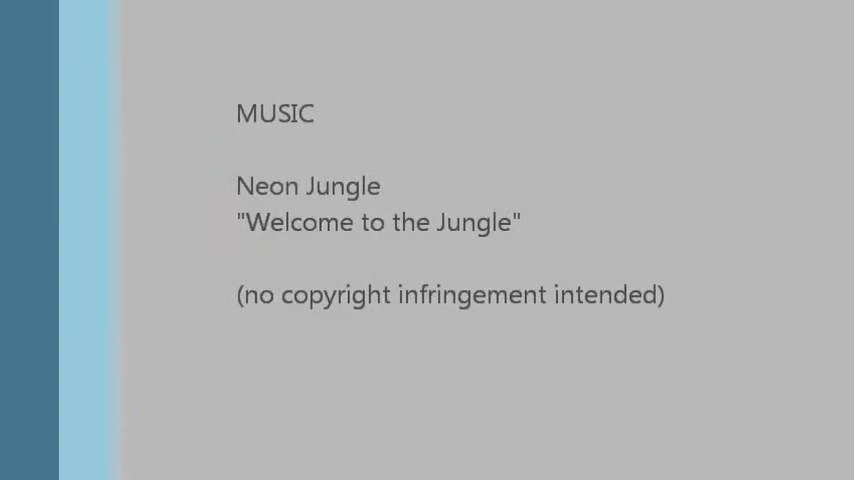 MUSIC
Neon Jungle
"Welcome to the Jungle"
(no copyright infringement intended)